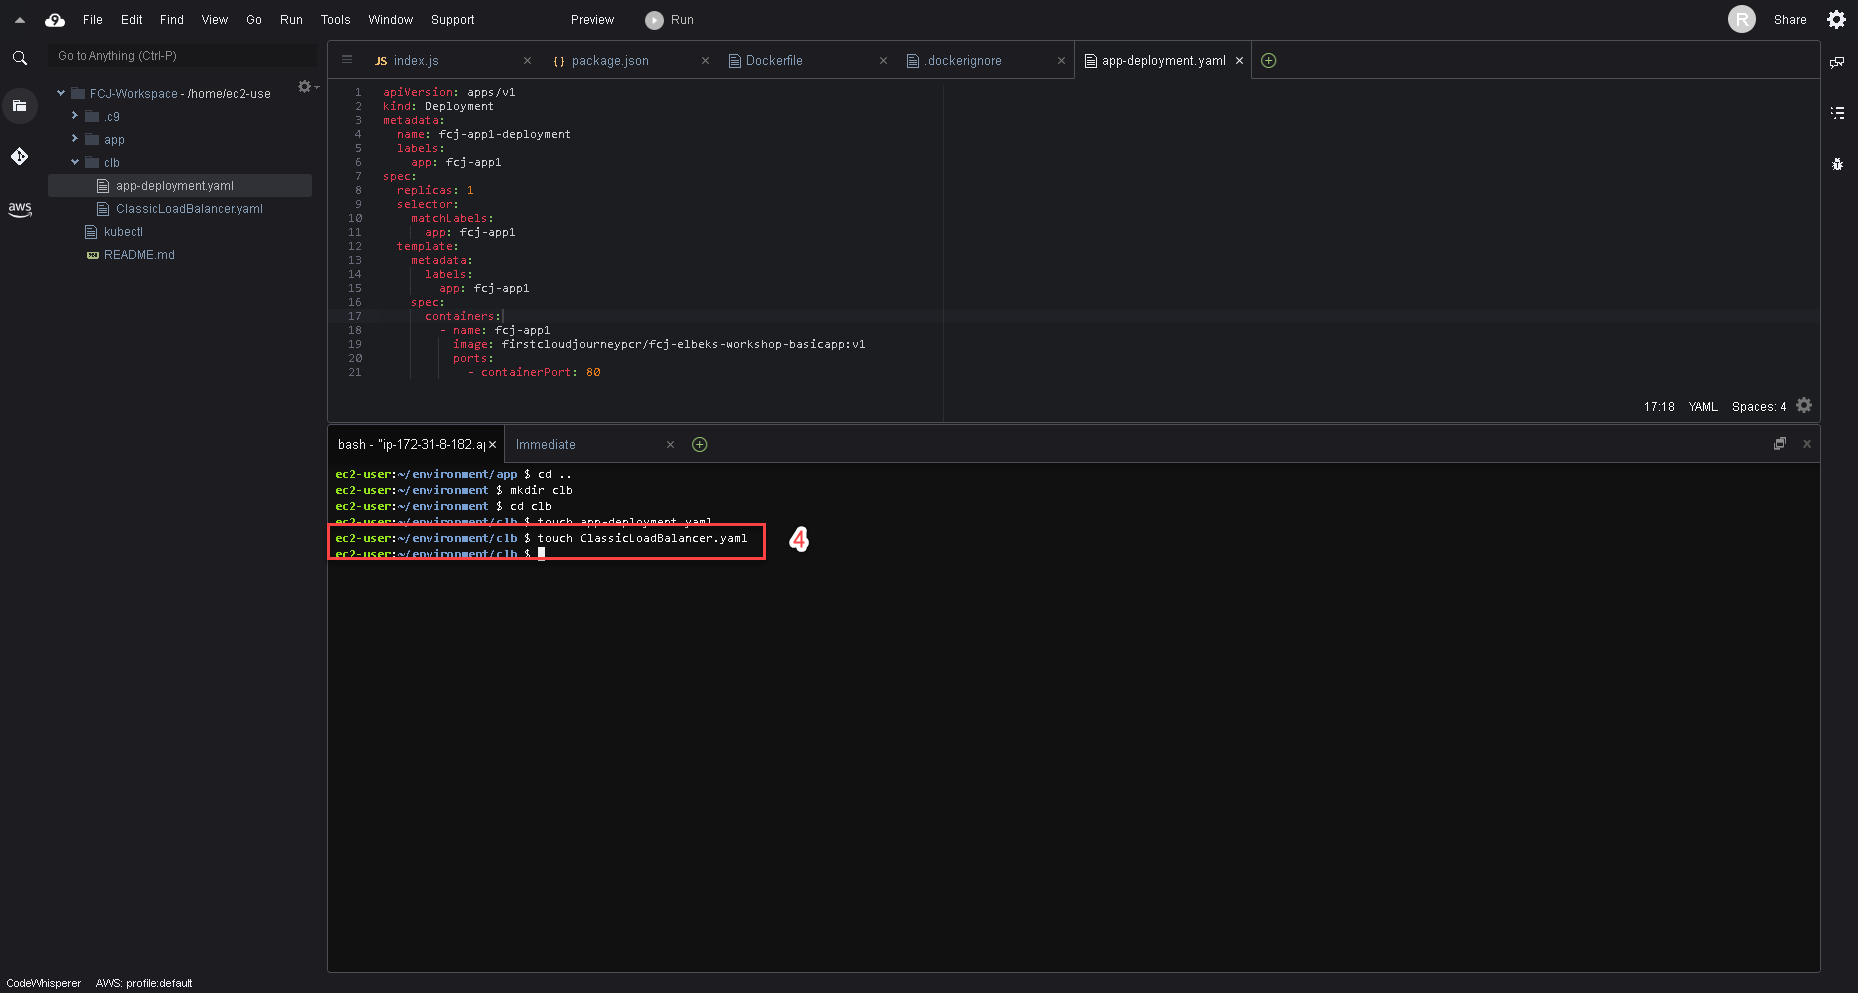 File Edit Find View Go Run Tools Window Support Preview Run R Share
Go to Anything (Ctrl-P)
JS index.js
{ } package.json
Dockerfile
.dockerignore
app-deployment.yaml
FCJ-Workspace - /home/ec2-use
.c9
app
clb
app-deployment.yaml
ClassicLoadBalancer.yaml
kubectl
README.md
aws
1 apiVersion: apps/v1
2 kind: Deployment
3 metadata:
4 name: fcj-app1-deployment
5 labels:
6 app: fcj-app1
7 spec:
8 replicas: 1
9 selector:
10 matchLabels:
11 app: fcj-app1
12 template:
13 metadata:
14 labels:
15 app: fcj-app1
16 spec:
17 containers:
18 - name: fcj-app1
19 image: firstcloudjourneypcr/fcj-elbeks-workshop-basicapp:v1
20 ports:
21 - containerPort: 80
17:18 YAML Spaces: 4
bash - "ip-172-31-8-182.ap
Immediate
ec2-user:~/environment/app $ cd ..
ec2-user:~/environment $ mkdir clb
ec2-user:~/environment $ cd clb
ec2-user:~/environment/clb $ touch app-deployment.yaml
ec2-user:~/environment/clb $ touch ClassicLoadBalancer.yaml
ec2-user:~/environment/clb $
4
CodeWhisperer AWS: profile:default